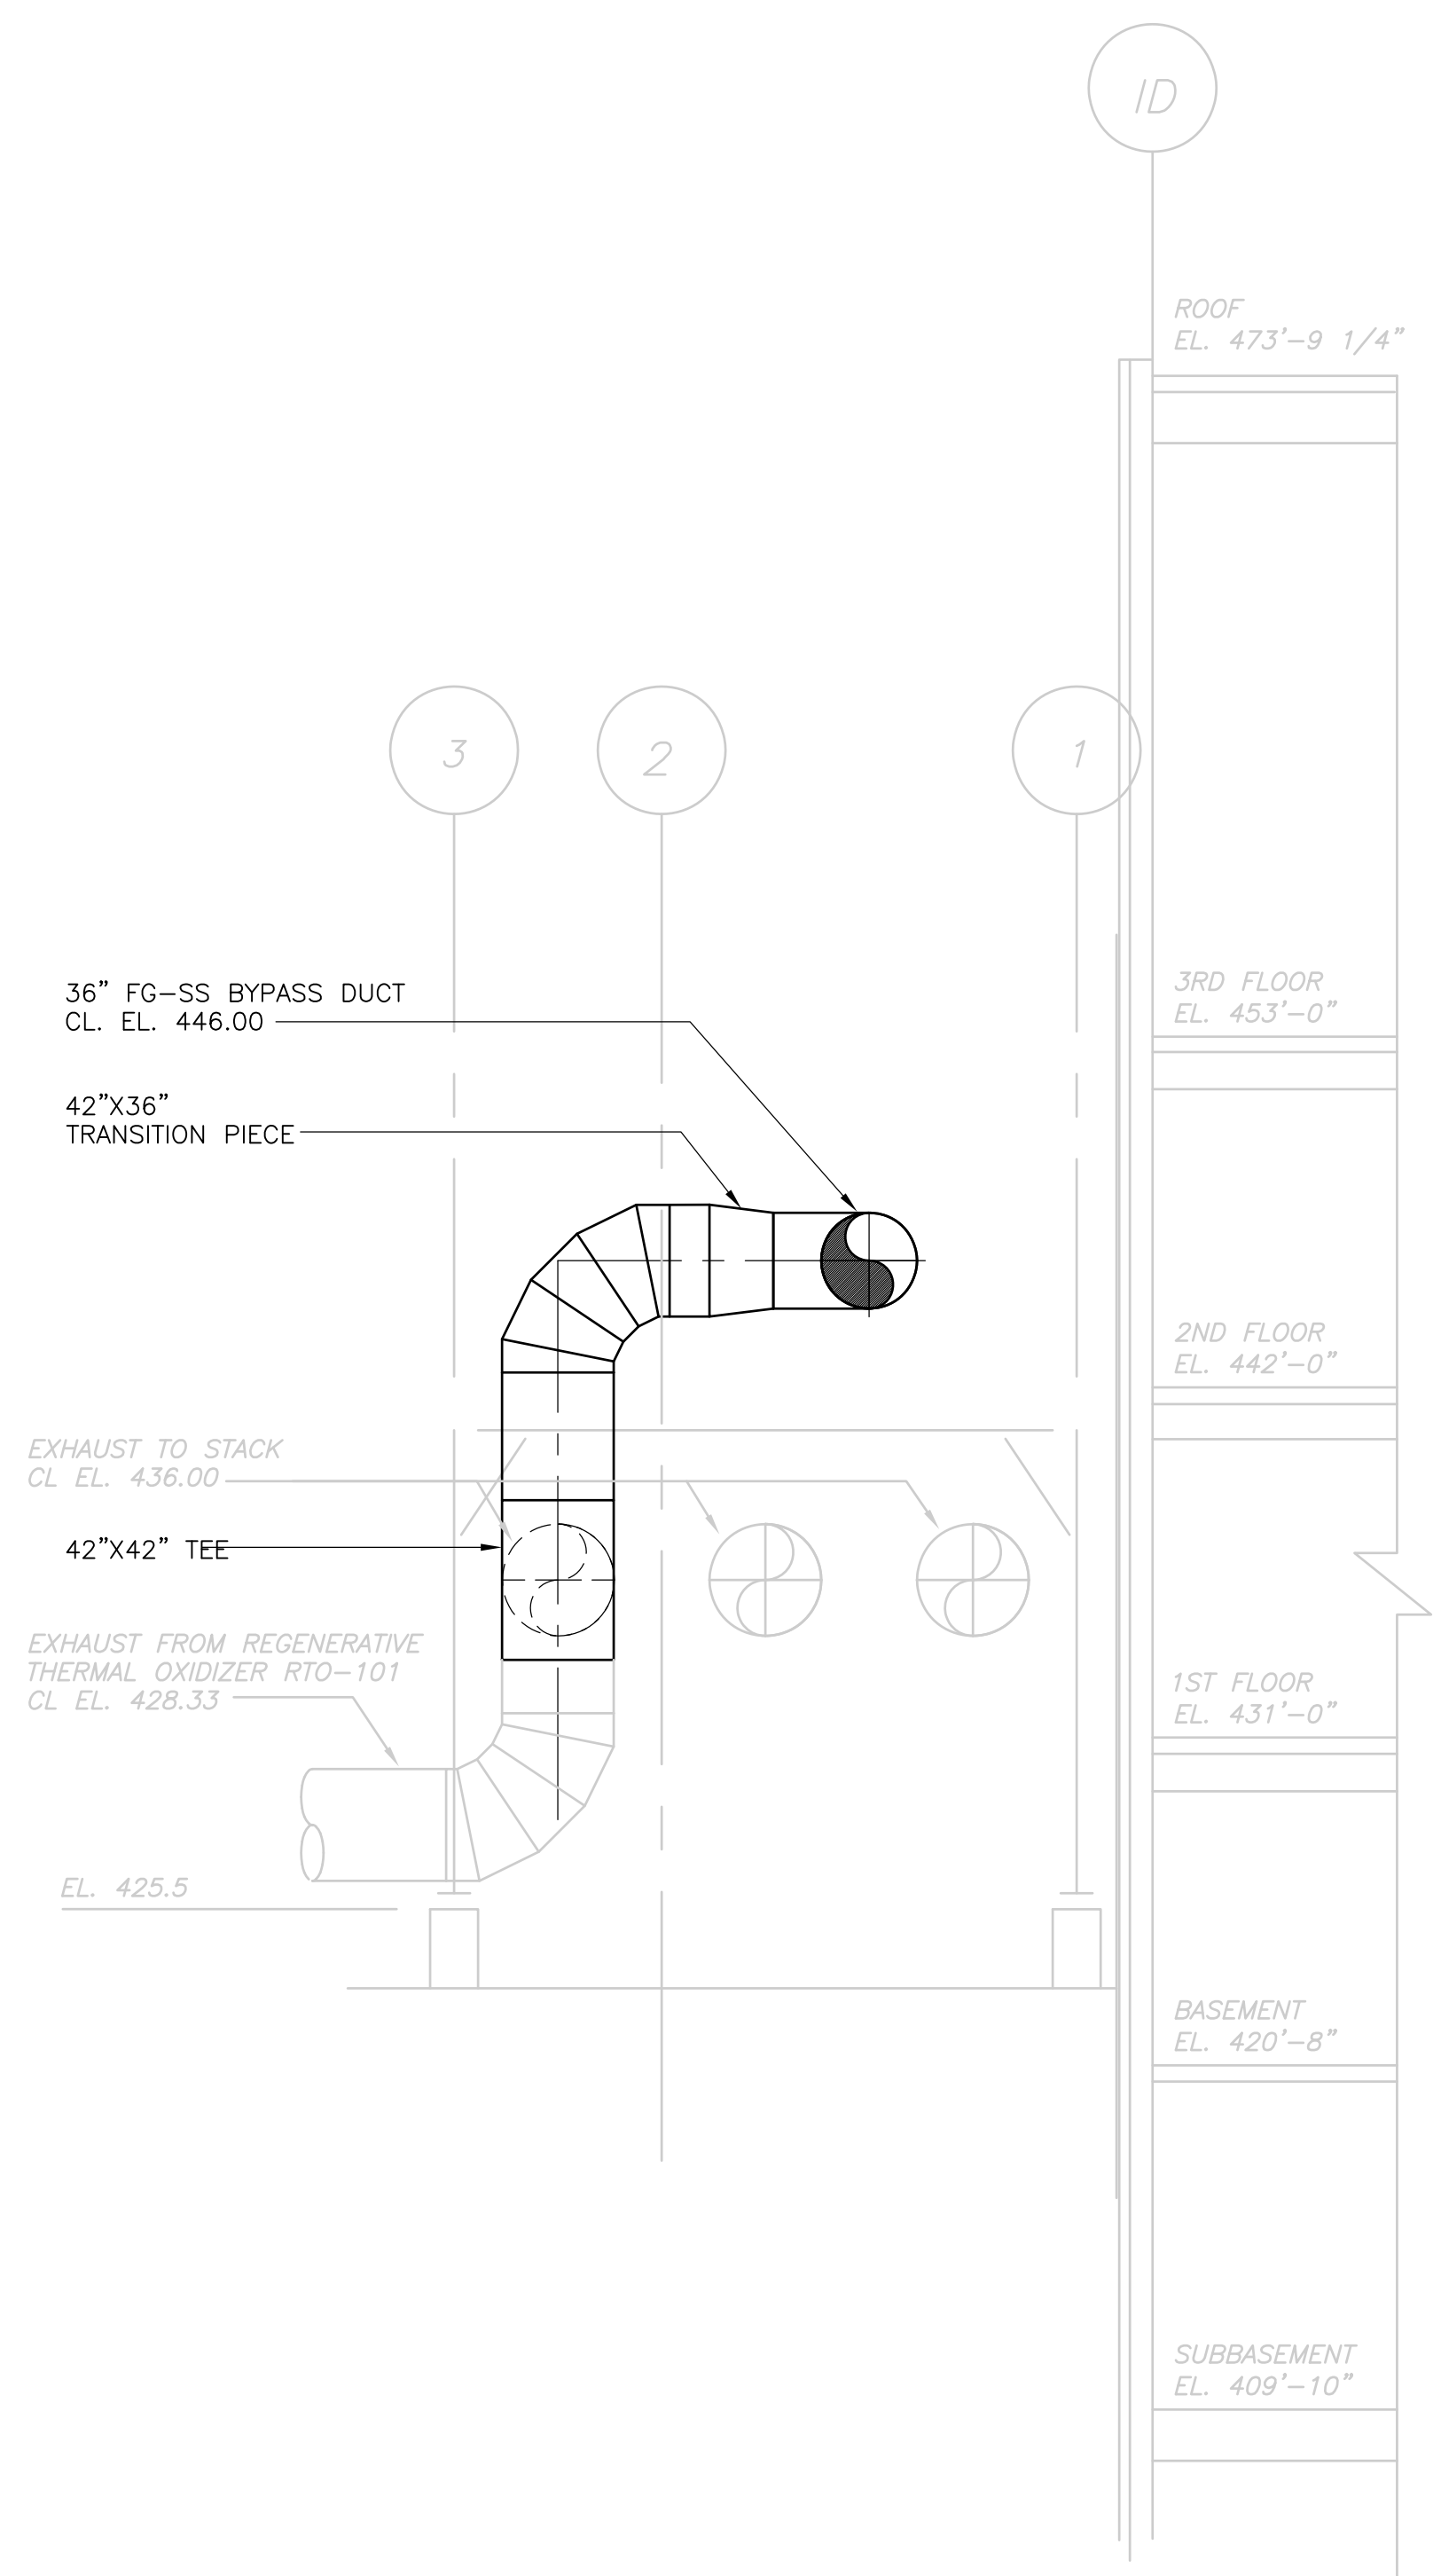 1D
ROOF
EL. 473'-9 1/4"
3
2
1
3RD FLOOR
EL. 453'-0"
36" FG-SS BYPASS DUCT
CL. EL. 446.00
42"X36"
TRANSITION PIECE
2ND FLOOR
EL. 442'-0"
EXHAUST TO STACK
CL EL. 436.00
42"X42" TEE
EXHAUST FROM REGENERATIVE
THERMAL OXIDIZER RTO-101
CL EL. 428.33
1ST FLOOR
EL. 431'-0"
EL. 425.5
BASEMENT
EL. 420'-8"
SUBBASEMENT
EL. 409'-10"